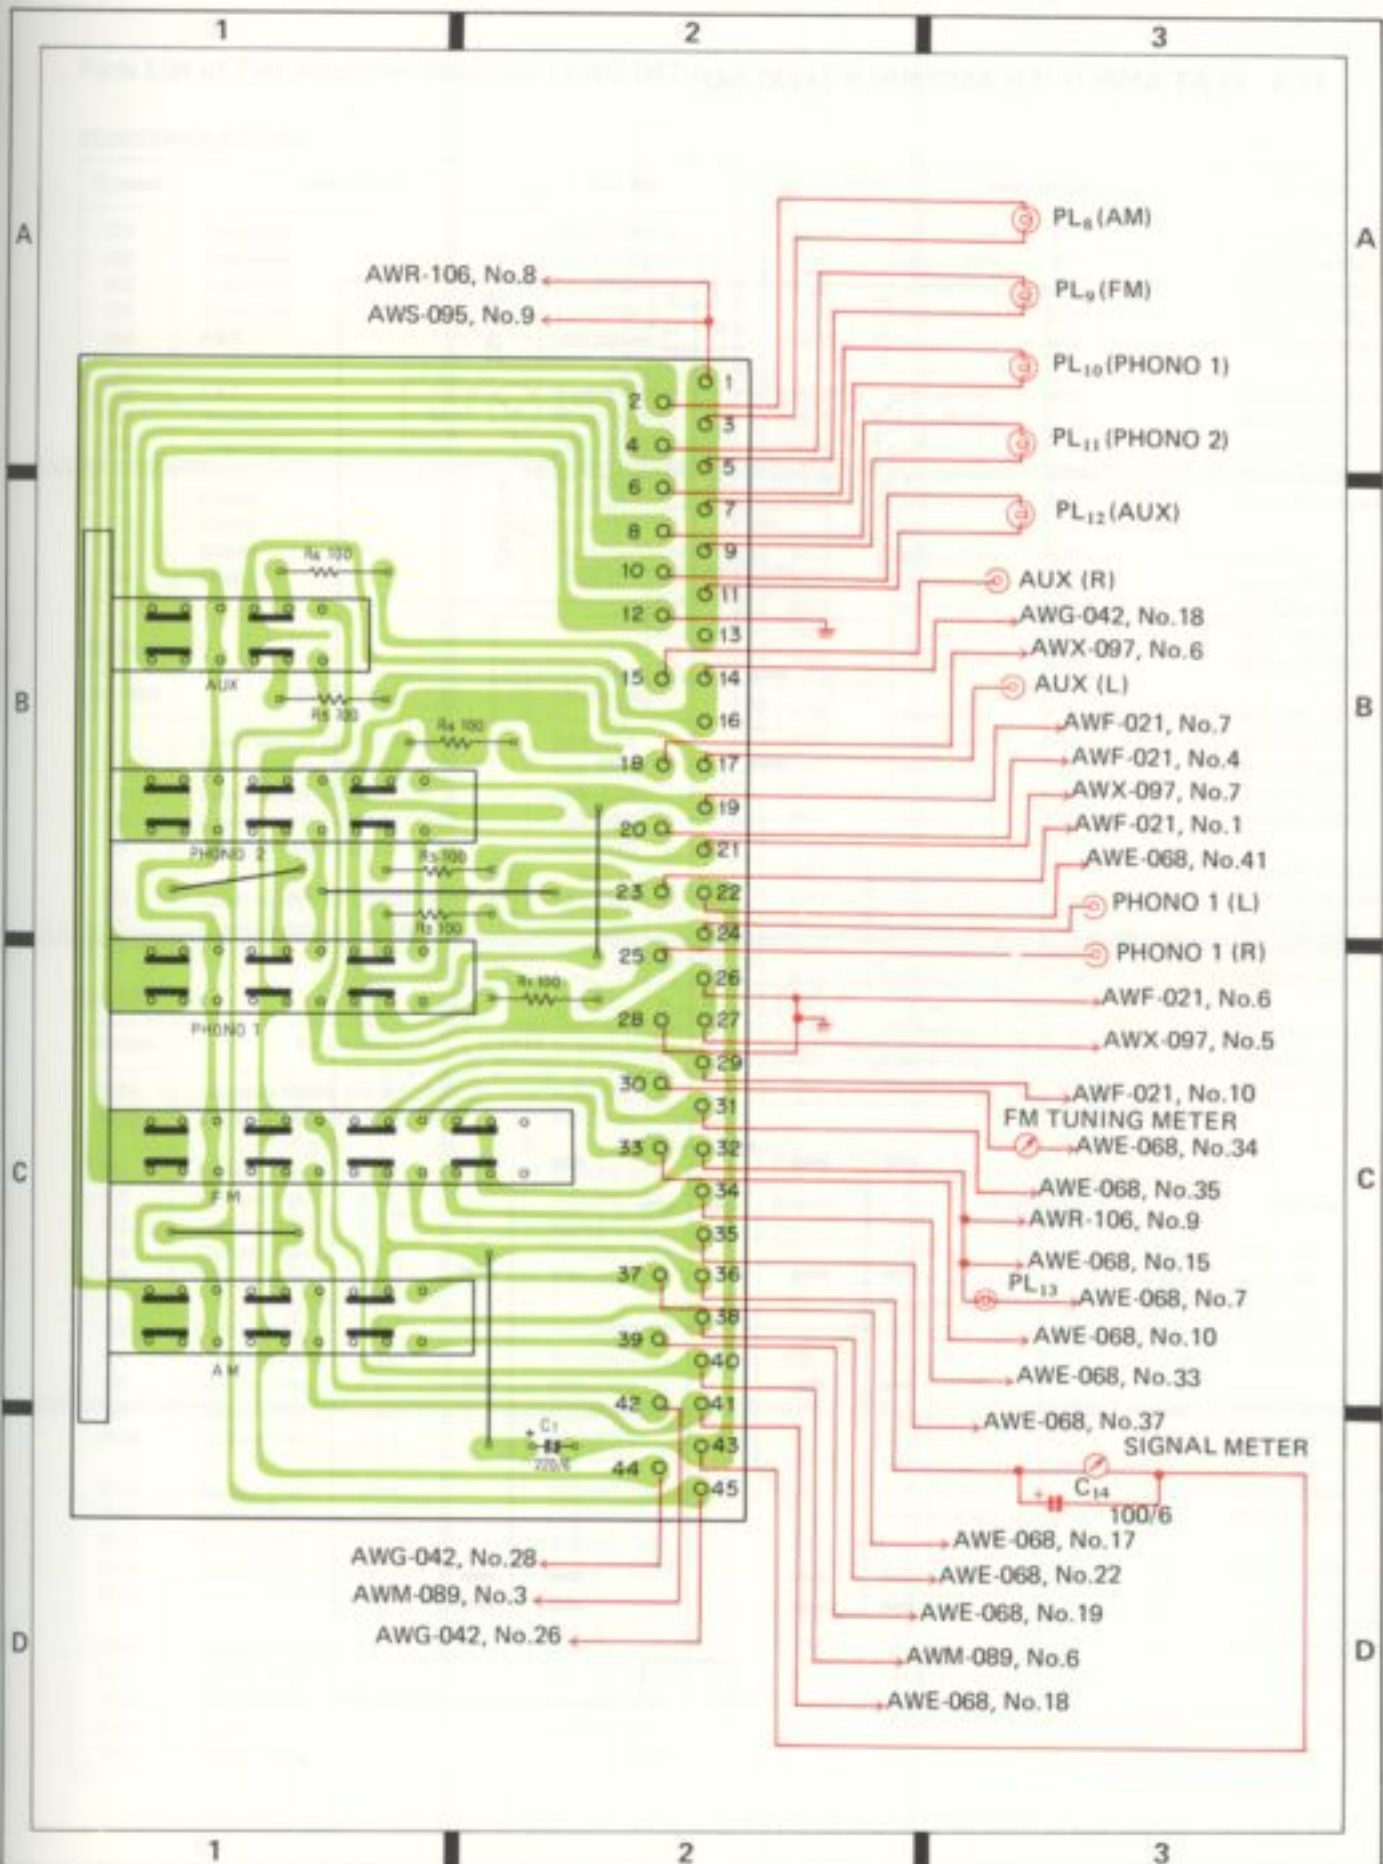 1 2 3
A A
PL₈(AM)
AWR-106, No.8
PL₉(FM)
AWS-095, No.9
PL₁₀(PHONO 1)
PL₁₁(PHONO 2)
PL₁₂(AUX)
1
2
3
4
5
6
7
8
9
10
11
12
13
15 14
16
18 17
19
20
21
23 22
24
25
26
28 27
29
30
31
33 32
34
35
37 36
38
39
40
42 41
43
44
45
AUX (R)
AWG-042, No.18
AWX-097, No.6
AUX (L)
B B
AWF-021, No.7
AWF-021, No.4
AWX-097, No.7
AWF-021, No.1
AWE-068, No.41
PHONO 1 (L)
PHONO 1 (R)
AWF-021, No.6
AWX-097, No.5
AWF-021, No.10
FM TUNING METER
AWE-068, No.34
C C
AWE-068, No.35
AWR-106, No.9
AWE-068, No.15
PL₁₃
AWE-068, No.7
AWE-068, No.10
AWE-068, No.33
AWE-068, No.37
SIGNAL METER
C₁₄
+
100/6
R₆ 100
AUX
R₅ 100
R₄ 100
PHONO 2
R₃ 100
R₂ 100
R₁ 100
PHONO 1
FM
AM
C₁
+
220/6
AWG-042, No.28
AWM-089, No.3
AWG-042, No.26
AWE-068, No.17
AWE-068, No.22
AWE-068, No.19
AWM-089, No.6
AWE-068, No.18
D D
1 2 3